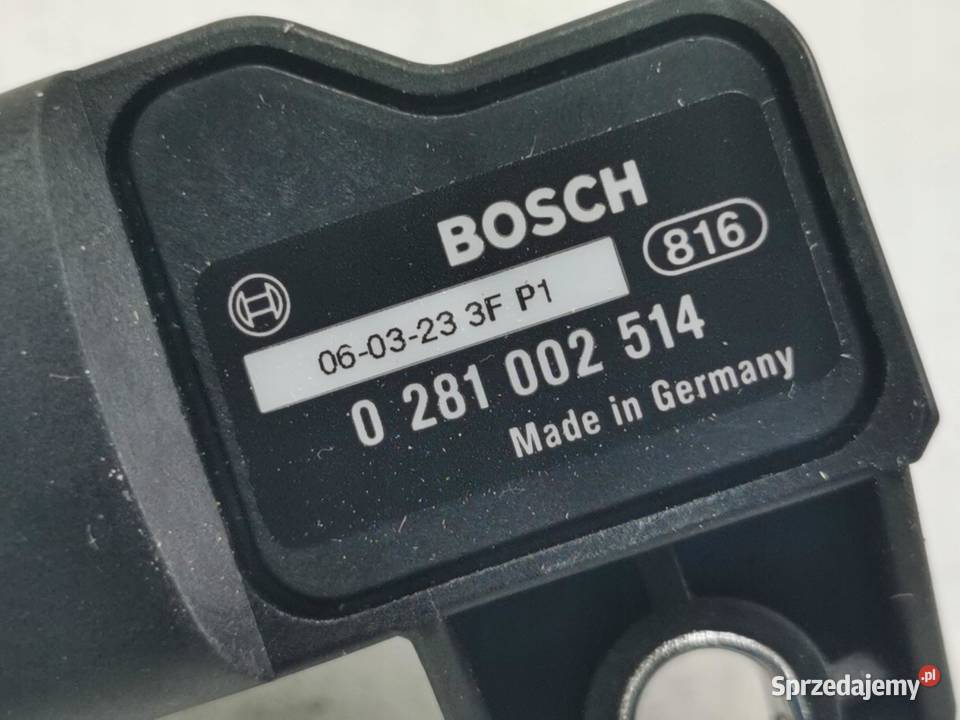 BOSCH
816
06-03-23 3F P1
0 281 002 514
Made in Germany
Sprzedajemy.pl